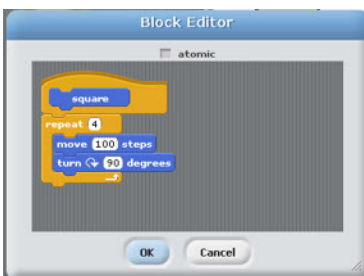 Block Editor
atomic
square
repeat 4
move 100 steps
turn 90 degrees
OK Cancel